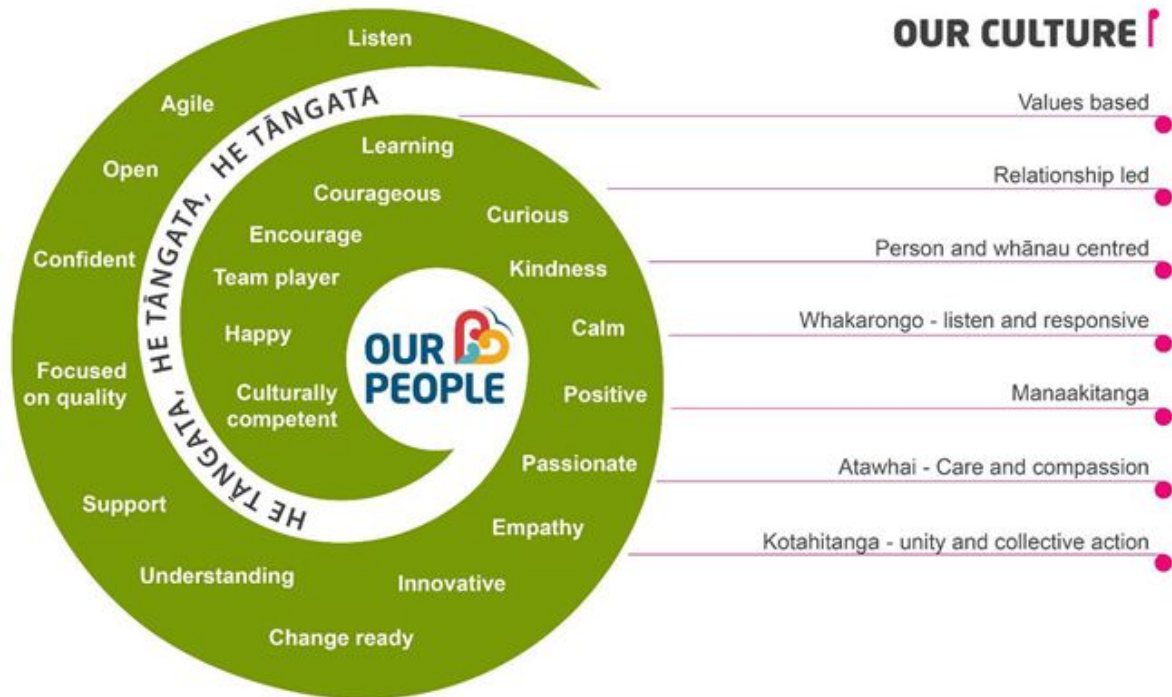 OUR CULTURE
Listen
Agile
Open
Confident
Focused
on quality
Support
Understanding
Change ready
Innovative
Empathy
Passionate
Positive
Calm
Kindness
Curious
Learning
Courageous
Encourage
Team player
Happy
Culturally
competent
HE TĀNGATA, HE TĀNGATA, HE TĀNGATA
OUR
PEOPLE
Values based
Relationship led
Person and whānau centred
Whakarongo - listen and responsive
Manaakitanga
Atawhai - Care and compassion
Kotahitanga - unity and collective action